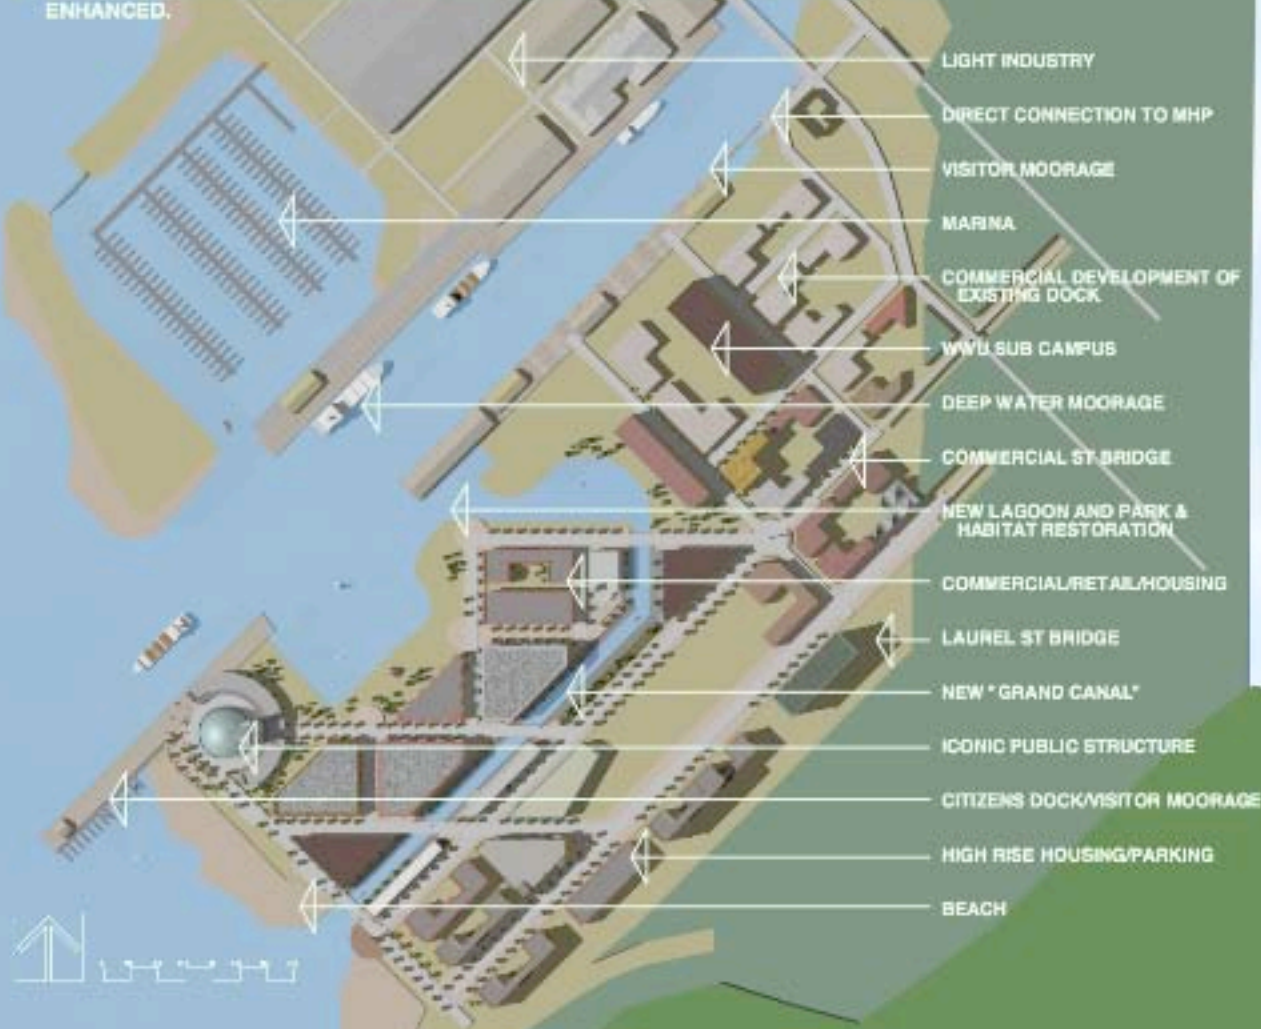 ENHANCED.
LIGHT INDUSTRY
DIRECT CONNECTION TO MHP
VISITOR MOORAGE
MARINA
COMMERCIAL DEVELOPMENT OF
EXISTING DOCK
WWU SUB CAMPUS
DEEP WATER MOORAGE
COMMERCIAL ST BRIDGE
NEW LAGOON AND PARK &
HABITAT RESTORATION
COMMERCIAL/RETAIL/HOUSING
LAUREL ST BRIDGE
NEW "GRAND CANAL"
ICONIC PUBLIC STRUCTURE
CITIZENS DOCK/VISITOR MOORAGE
HIGH RISE HOUSING/PARKING
BEACH